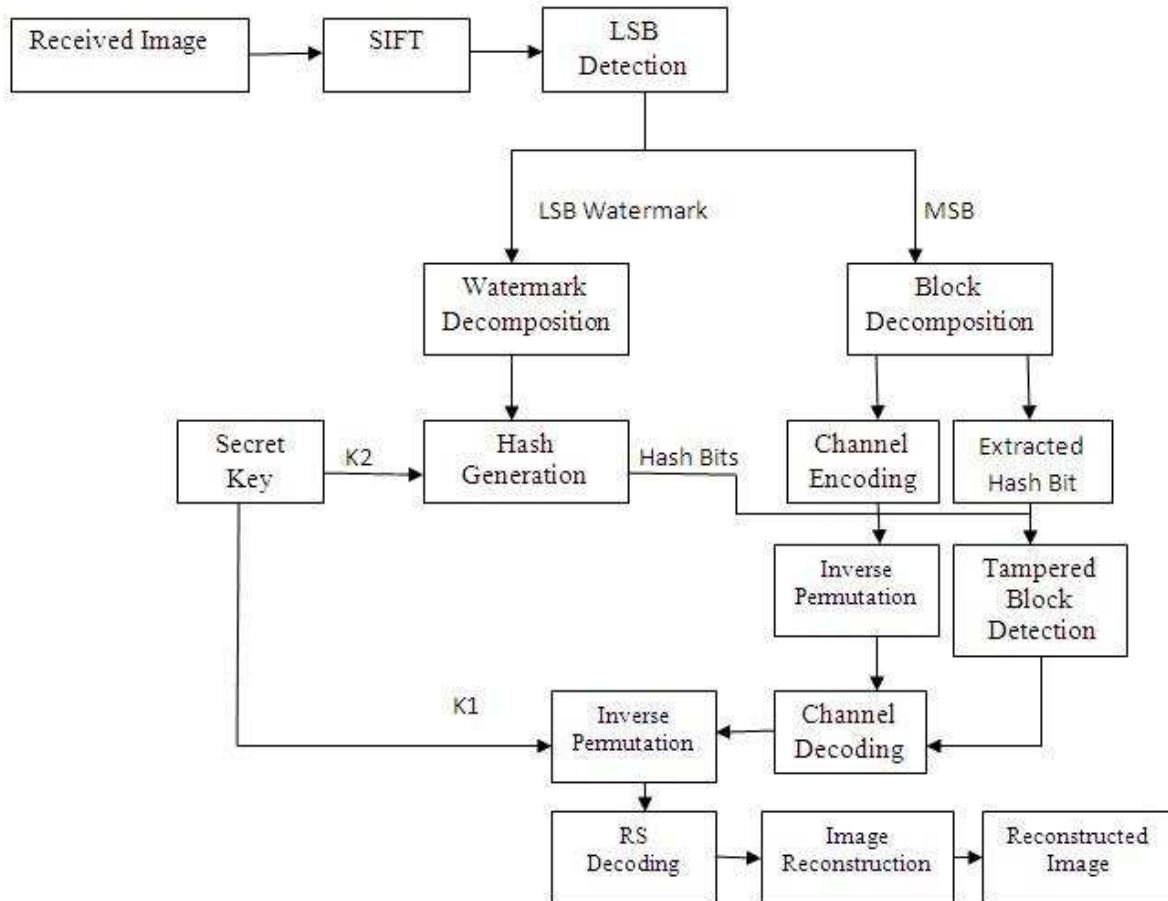 Received Image
SIFT
LSB
Detection
LSB Watermark
MSB
Watermark
Decomposition
Block
Decomposition
Secret
Key
K2
Hash
Generation
Hash Bits
Channel
Encoding
Extracted
Hash Bit
Inverse
Permutation
Tampered
Block
Detection
K1
Inverse
Permutation
Channel
Decoding
RS
Decoding
Image
Reconstruction
Reconstructed
Image